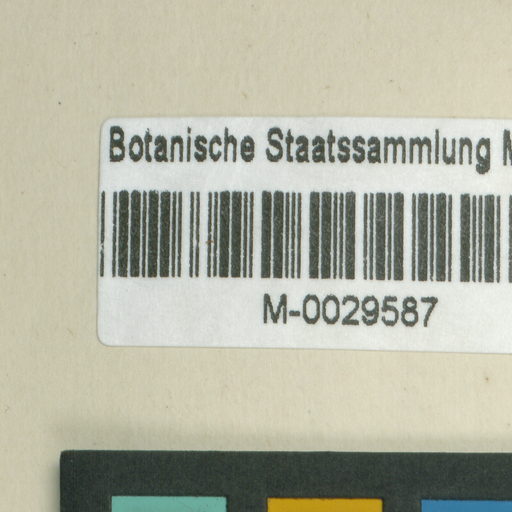 Botanische Staatssammlung
M-0029587